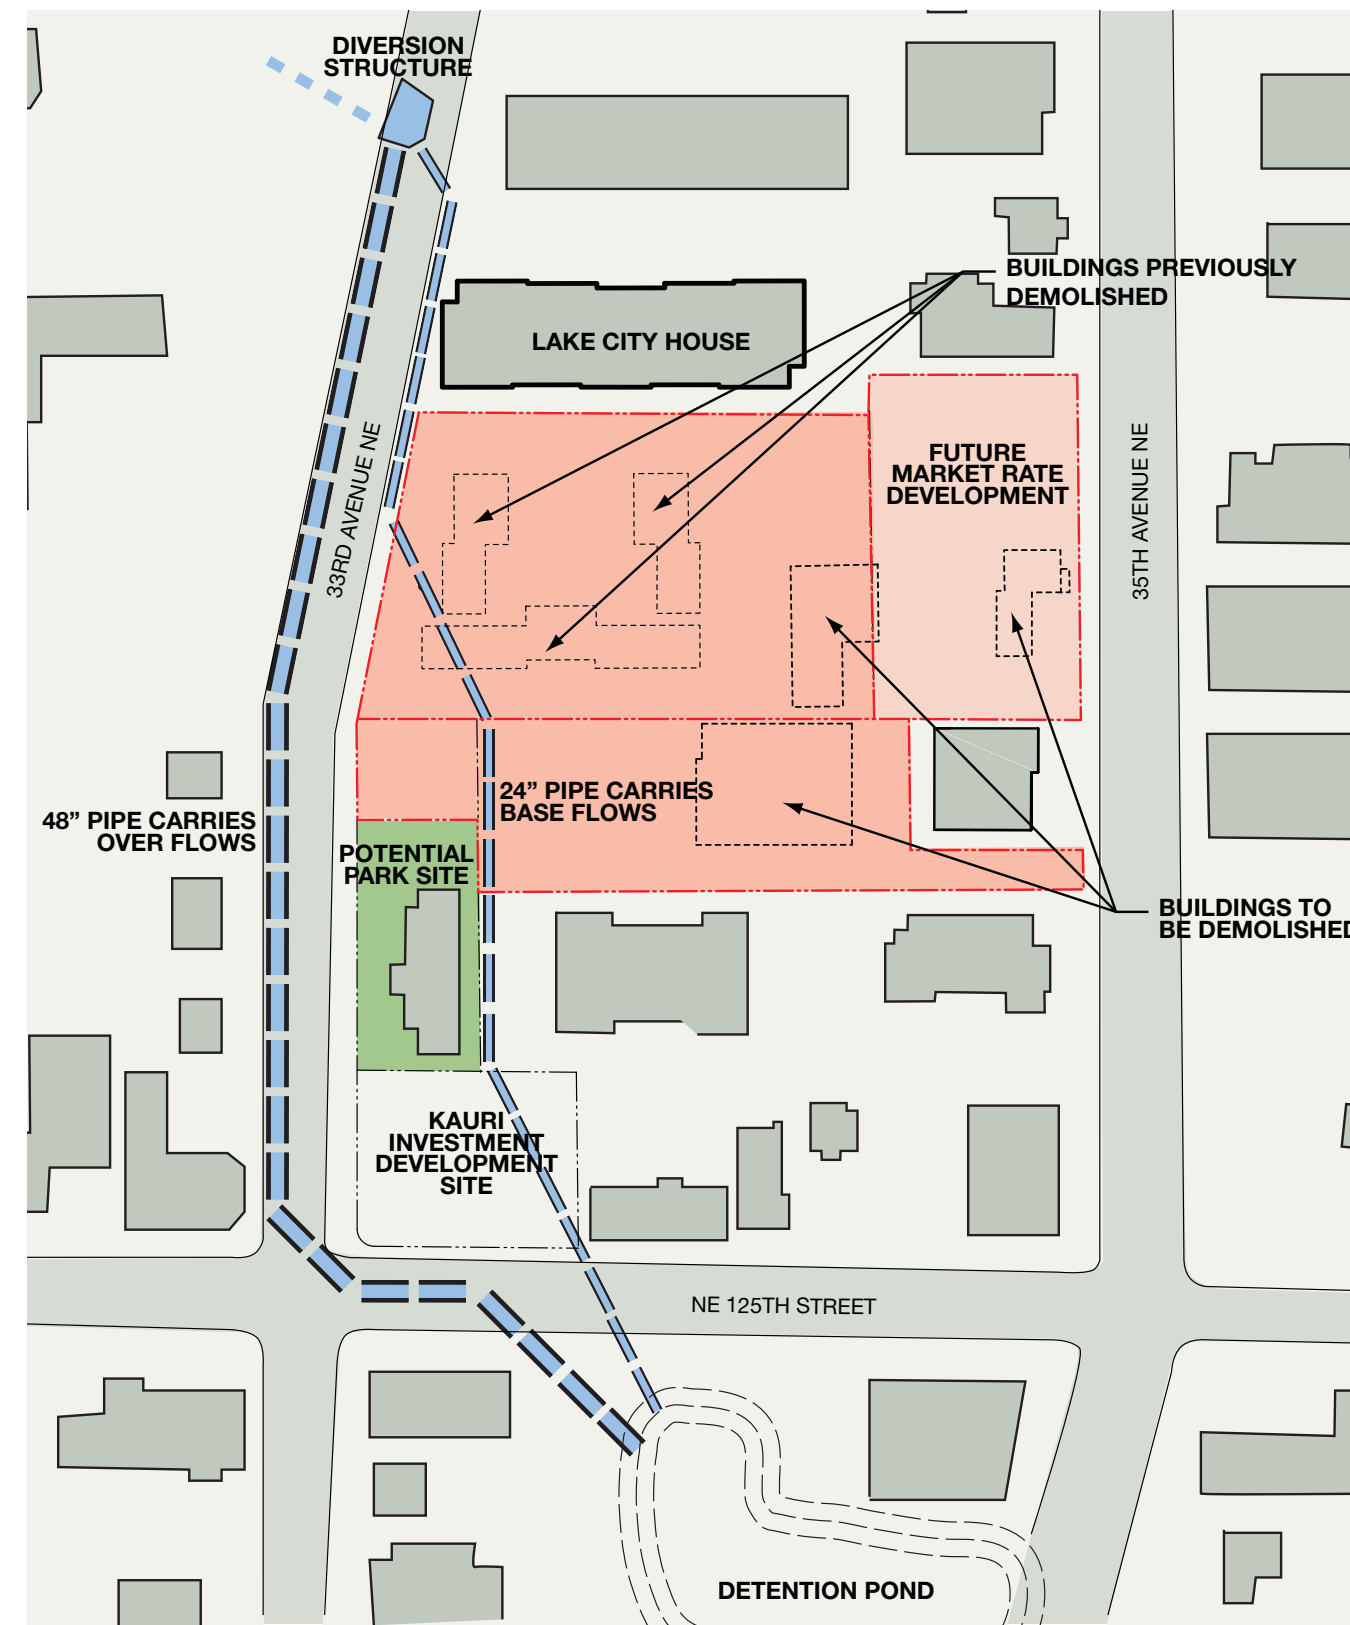 DIVERSION
STRUCTURE
BUILDINGS PREVIOUSLY
DEMOLISHED
LAKE CITY HOUSE
33RD AVENUE NE
FUTURE
MARKET RATE
DEVELOPMENT
35TH AVENUE NE
24” PIPE CARRIES
BASE FLOWS
48” PIPE CARRIES
OVER FLOWS
POTENTIAL
PARK SITE
BUILDINGS TO
BE DEMOLISHED
KAURI
INVESTMENT
DEVELOPMENT
SITE
NE 125TH STREET
DETENTION POND